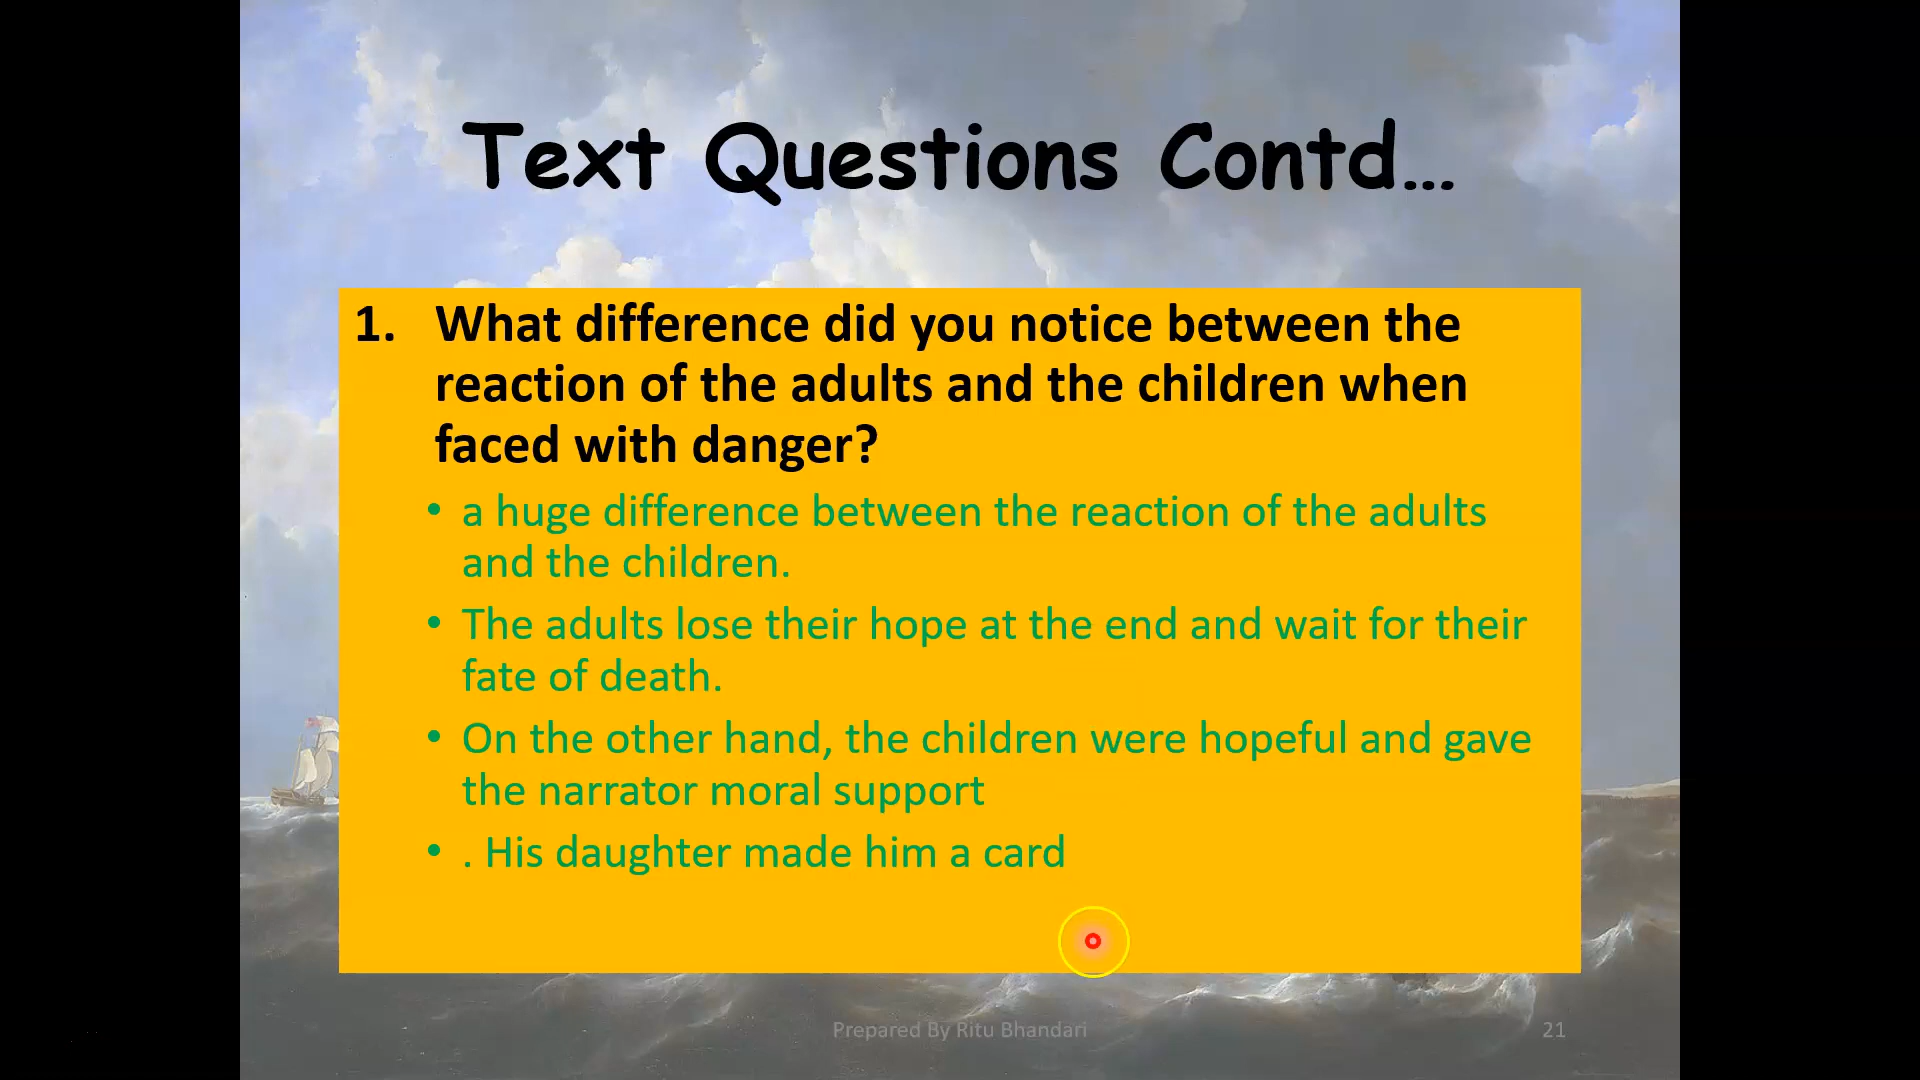 Text Questions Contd...
1. What difference did you notice between the
reaction of the adults and the children when
faced with danger?
• a huge difference between the reaction of the adults
and the children.
• The adults lose their hope at the end and wait for their
fate of death.
• On the other hand, the children were hopeful and gave
the narrator moral support
• . His daughter made him a card
Prepared By Ritu Bhandari
21